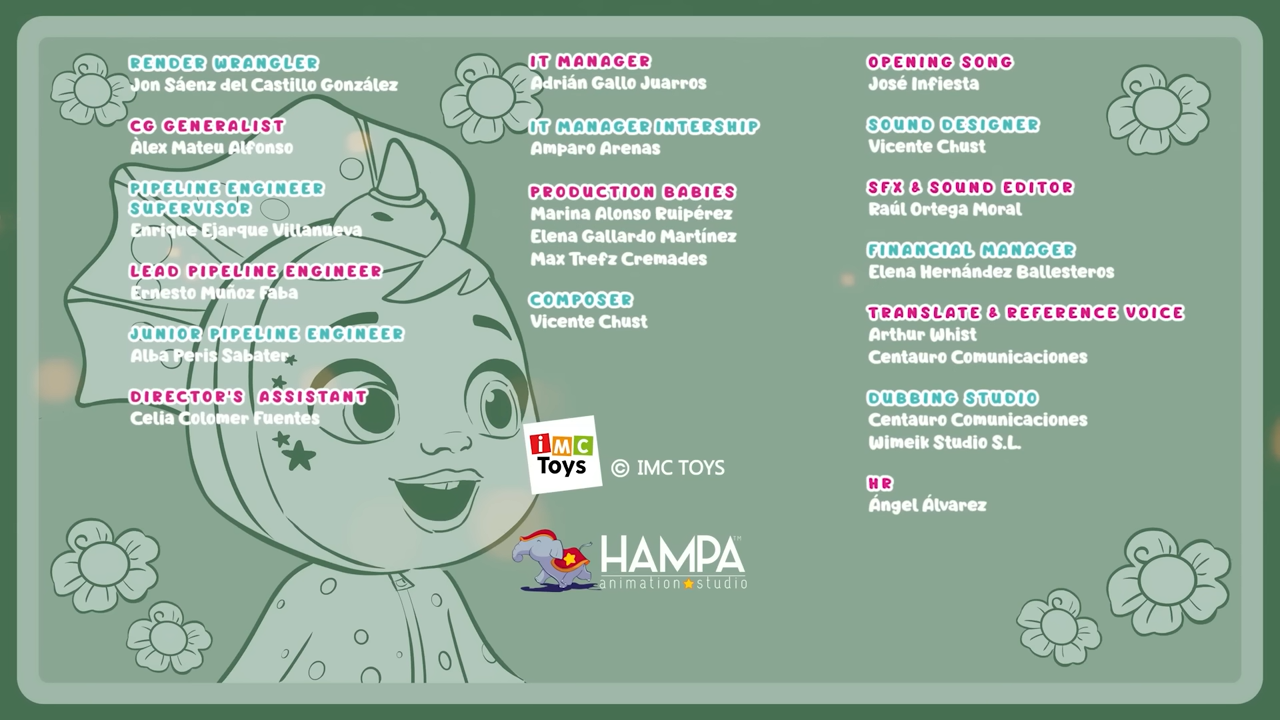 RENDER WRANGLER
Jon Sáenz del Castillo González
CG GENERALIST
Àlex Mateu Alfonso
PIPELINE ENGINEER
SUPERVISOR
Enrique Ejarque Villanueva
LEAD PIPELINE ENGINEER
Ernesto Muñoz Faba
JUNIOR PIPELINE ENGINEER
Alba Peris Sabater
DIRECTOR'S ASSISTANT
Celia Colomer Fuentes
IT MANAGER
Adrián Gallo Juarros
IT MANAGER INTERSHIP
Amparo Arenas
PRODUCTION BABIES
Marina Alonso Ruipérez
Elena Gallardo Martínez
Max Trefz Cremades
COMPOSER
Vicente Chust
iMC
Toys
© IMC TOYS
HAMPA™
animation studio
OPENING SONG
José Infiesta
SOUND DESIGNER
Vicente Chust
SFX & SOUND EDITOR
Raúl Ortega Moral
FINANCIAL MANAGER
Elena Hernández Ballesteros
TRANSLATE & REFERENCE VOICE
Arthur Whist
Centauro Comunicaciones
DUBBING STUDIO
Centauro Comunicaciones
Wimeik Studio S.L.
HR
Ángel Álvarez